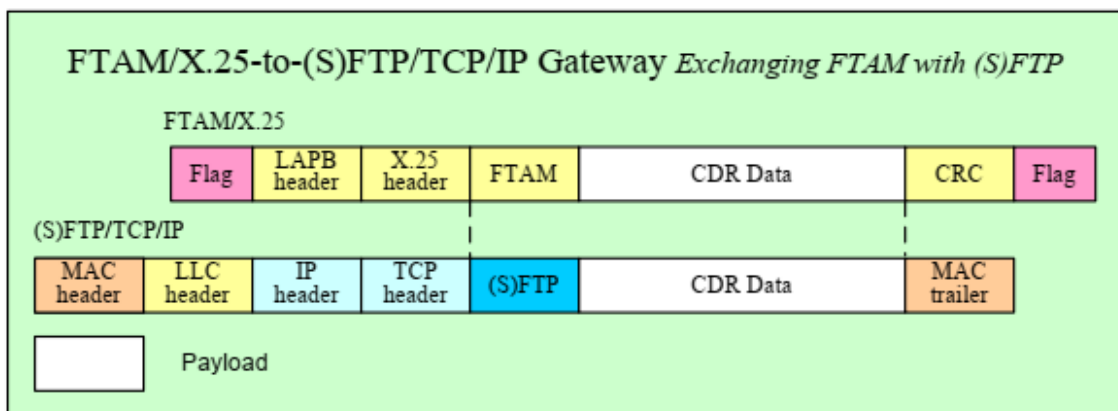 FTAM/X.25-to-(S)FTP/TCP/IP Gateway Exchanging FTAM with (S)FTP
FTAM/X.25
Flag LAPB header X.25 header FTAM CDR Data CRC Flag
(S)FTP/TCP/IP
MAC header LLC header IP header TCP header (S)FTP CDR Data MAC trailer
Payload